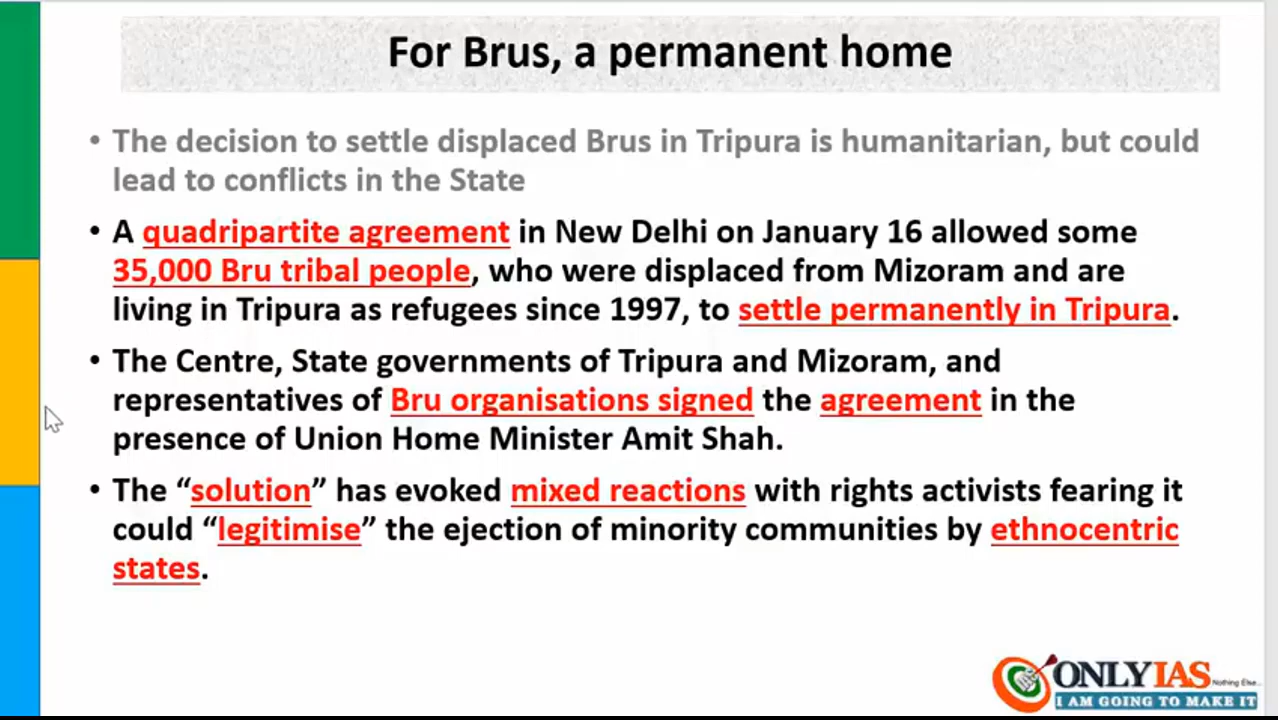 For Brus, a permanent home
• The decision to settle displaced Brus in Tripura is humanitarian, but could
lead to conflicts in the State
• A quadripartite agreement in New Delhi on January 16 allowed some
35,000 Bru tribal people, who were displaced from Mizoram and are
living in Tripura as refugees since 1997, to settle permanently in Tripura.
• The Centre, State governments of Tripura and Mizoram, and
representatives of Bru organisations signed the agreement in the
presence of Union Home Minister Amit Shah.
• The “solution” has evoked mixed reactions with rights activists fearing it
could “legitimise” the ejection of minority communities by ethnocentric
states.
ONLYIAS Nothing Else...
I AM GOING TO MAKE IT